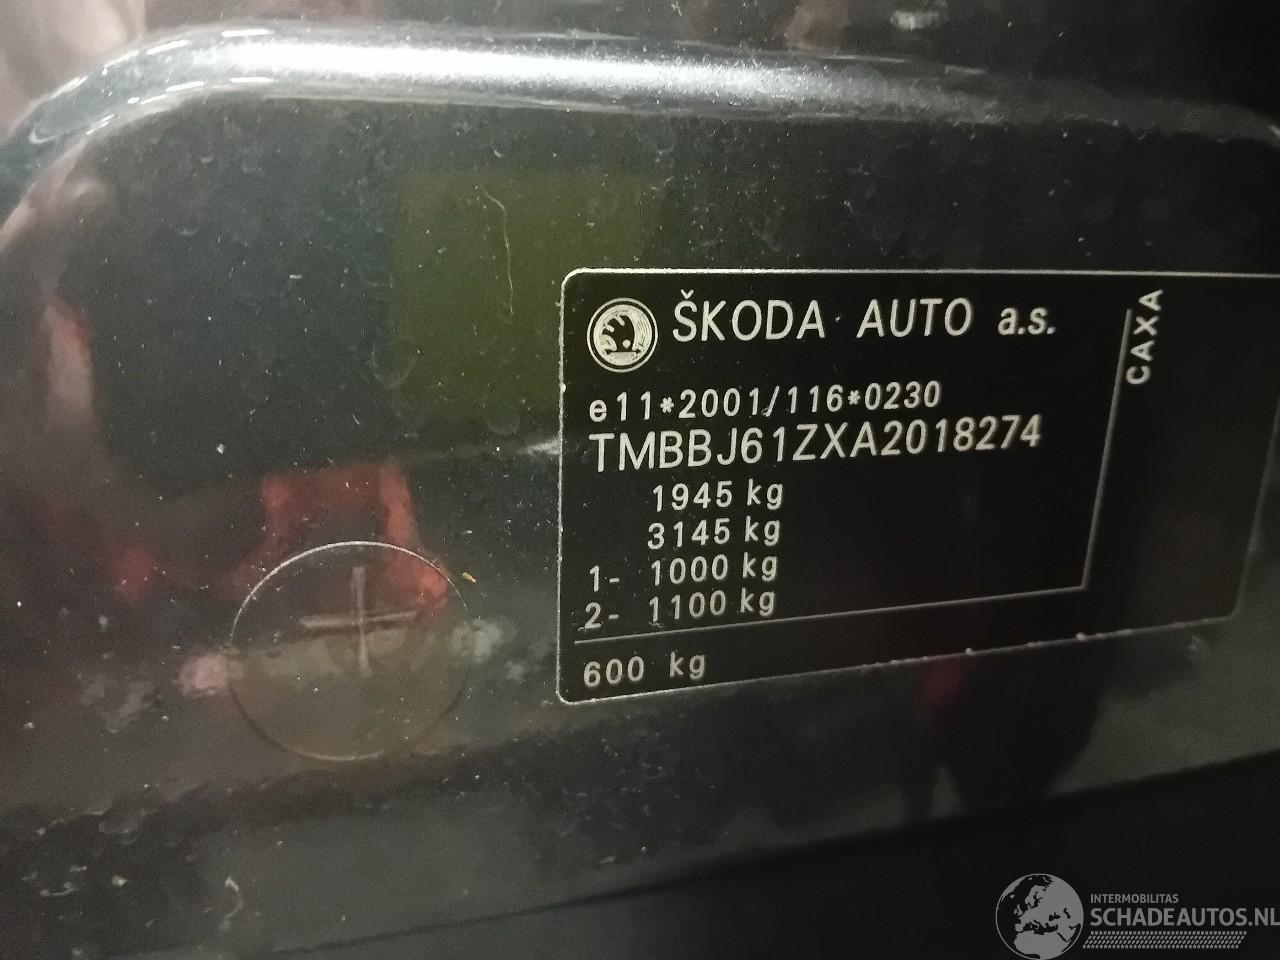 ŠKODA AUTO a.s.
CAXA
e11*2001/116*0230
TMBBJ61ZXA2018274
1945 kg
3145 kg
1- 1000 kg
2- 1100 kg
600 kg
INTERMOBILITAS
SCHADEAUTOS.NL